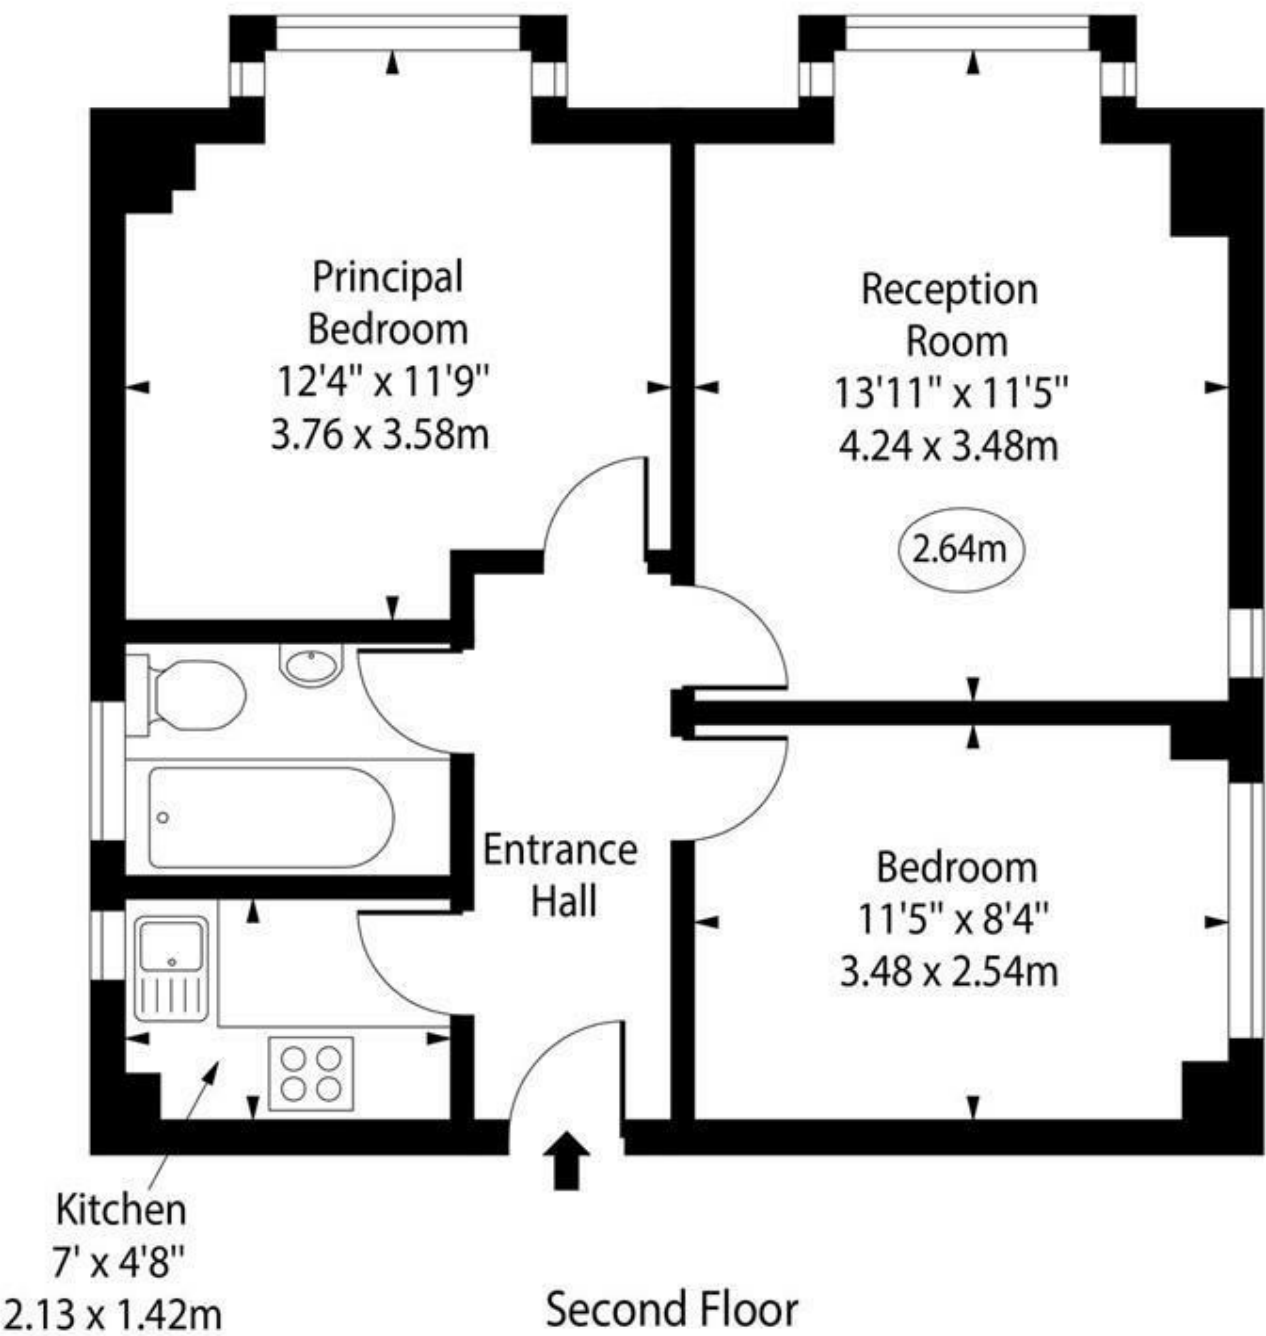 Principal
Bedroom
12'4" x 11'9"
3.76 x 3.58m
Reception
Room
13'11" x 11'5"
4.24 x 3.48m
2.64m
Entrance
Hall
Bedroom
11'5" x 8'4"
3.48 x 2.54m
Kitchen
7' x 4'8"
2.13 x 1.42m
Second Floor